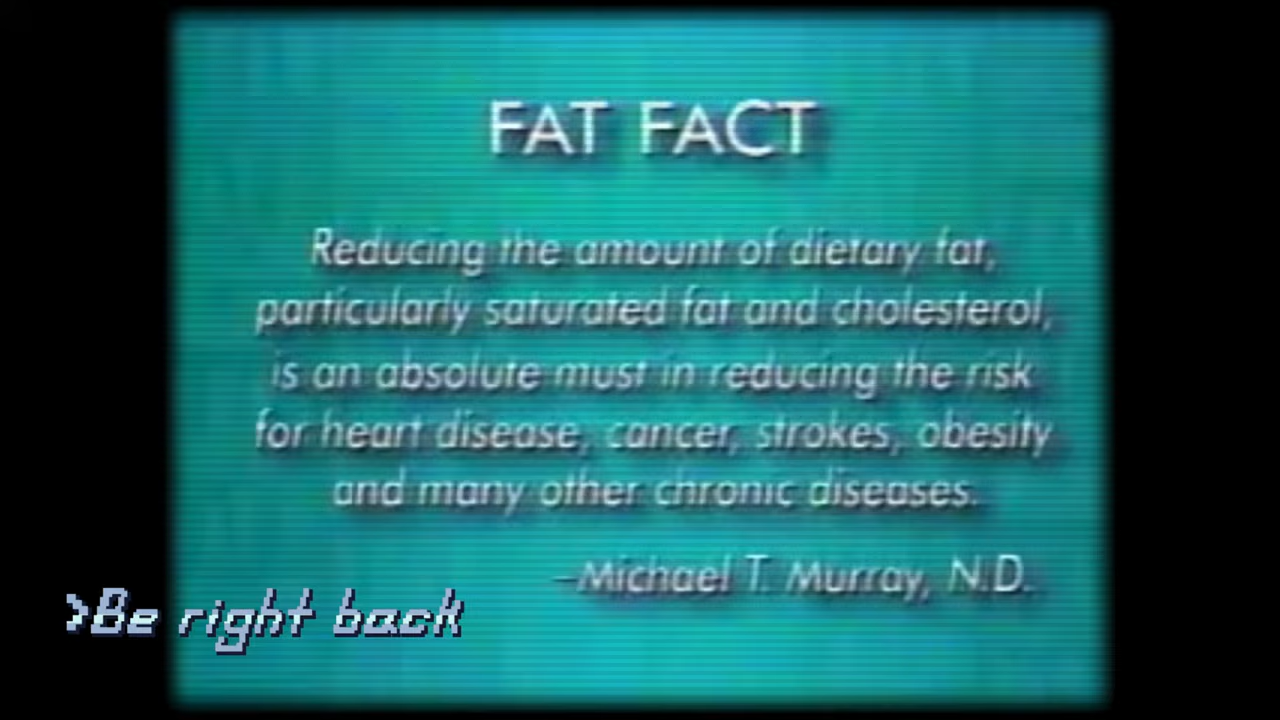 FAT FACT
Reducing the amount of dietary fat,
particularly saturated fat and cholesterol,
is an absolute must in reducing the risk
for heart disease, cancer, strokes, obesity
and many other chronic diseases.
–Michael T. Murray, N.D.
>Be right back